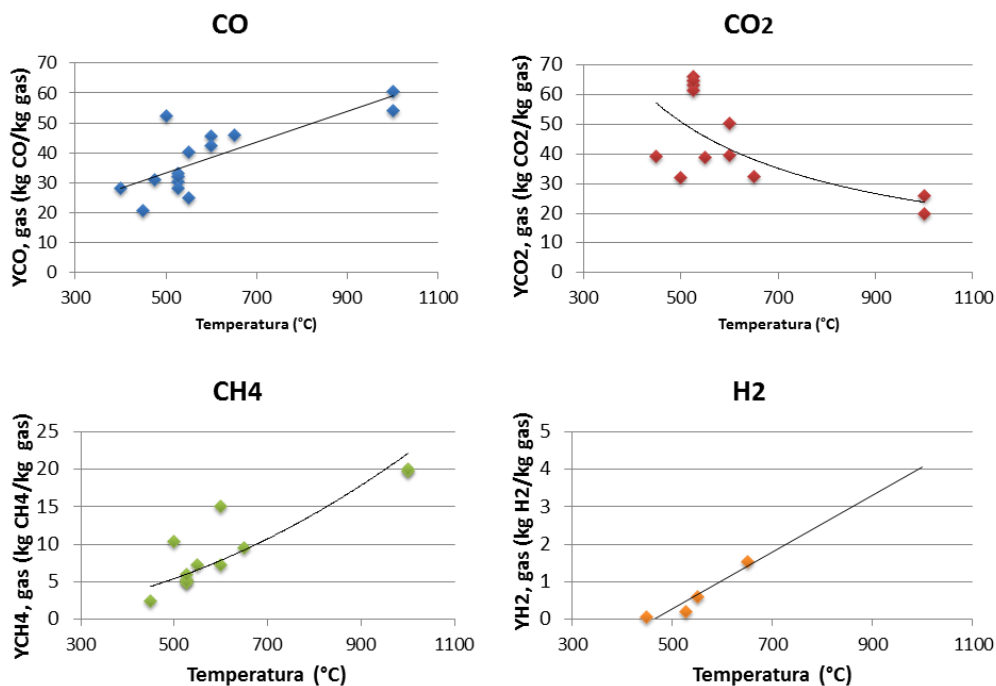 CO
YCO, gas (kg CO/kg gas)
70
60
50
40
30
20
10
0
300 500 700 900 1100
Temperatura (°C)
CO2
YCO2, gas (kg CO2/kg gas)
70
60
50
40
30
20
10
0
300 500 700 900 1100
Temperatura (°C)
CH4
YCH4, gas (kg CH4/kg gas)
25
20
15
10
5
0
300 500 700 900 1100
Temperatura (°C)
H2
YH2, gas (kg H2/kg gas)
5
4
3
2
1
0
300 500 700 900 1100
Temperatura (°C)